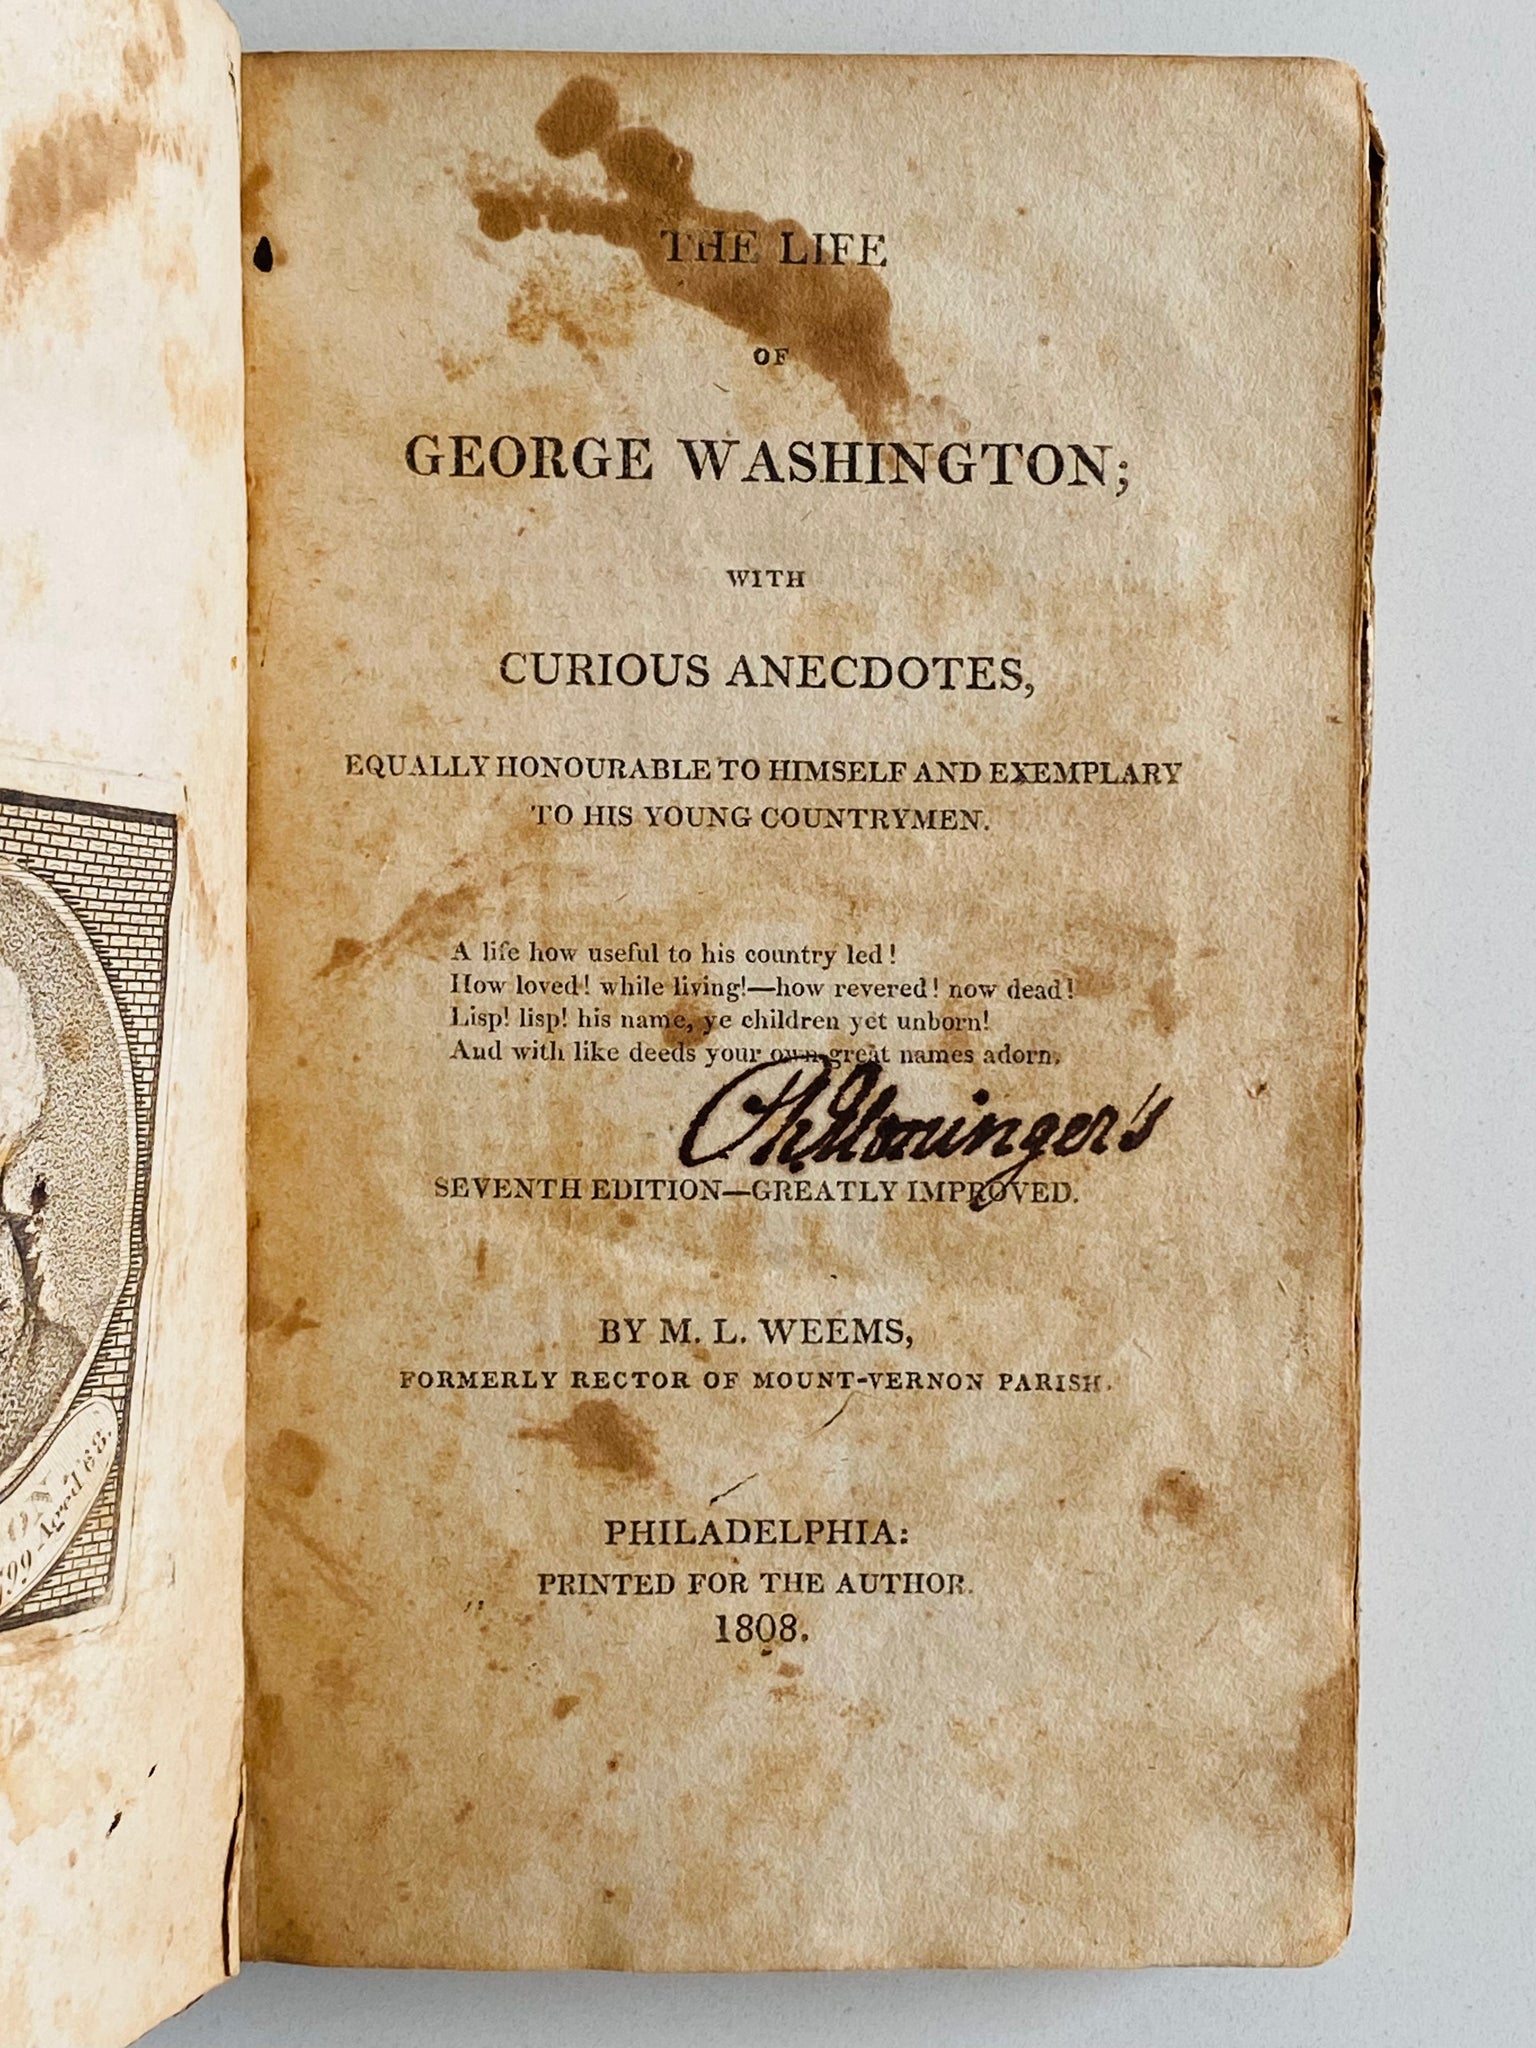 THE LIFE
OF
GEORGE WASHINGTON;
WITH
CURIOUS ANECDOTES,
EQUALLY HONOURABLE TO HIMSELF AND EXEMPLARY
TO HIS YOUNG COUNTRYMEN.
A life how useful to his country led!
How loved! while living!—how revered! now dead!
Lisp! lisp! his name, ye children yet unborn!
And with like deeds your own great names adorn.
SEVENTH EDITION—GREATLY IMPROVED.
BY M. L. WEEMS,
FORMERLY RECTOR OF MOUNT-VERNON PARISH.
PHILADELPHIA:
PRINTED FOR THE AUTHOR.
1808.
Aged 68.